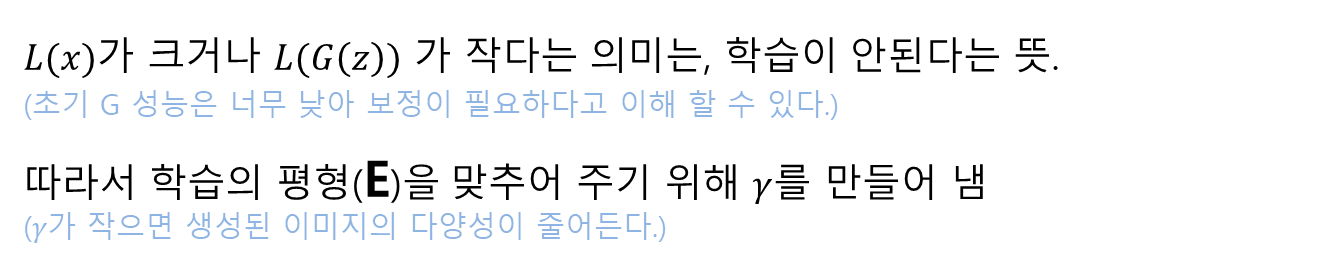 L(x)가 크거나 L(G(z)) 가 작다는 의미는, 학습이 안된다는 뜻.
(초기 G 성능은 너무 낮아 보정이 필요하다고 이해 할 수 있다.)
따라서 학습의 평형(E)을 맞추어 주기 위해 γ를 만들어 냄
(γ가 작으면 생성된 이미지의 다양성이 줄어든다.)